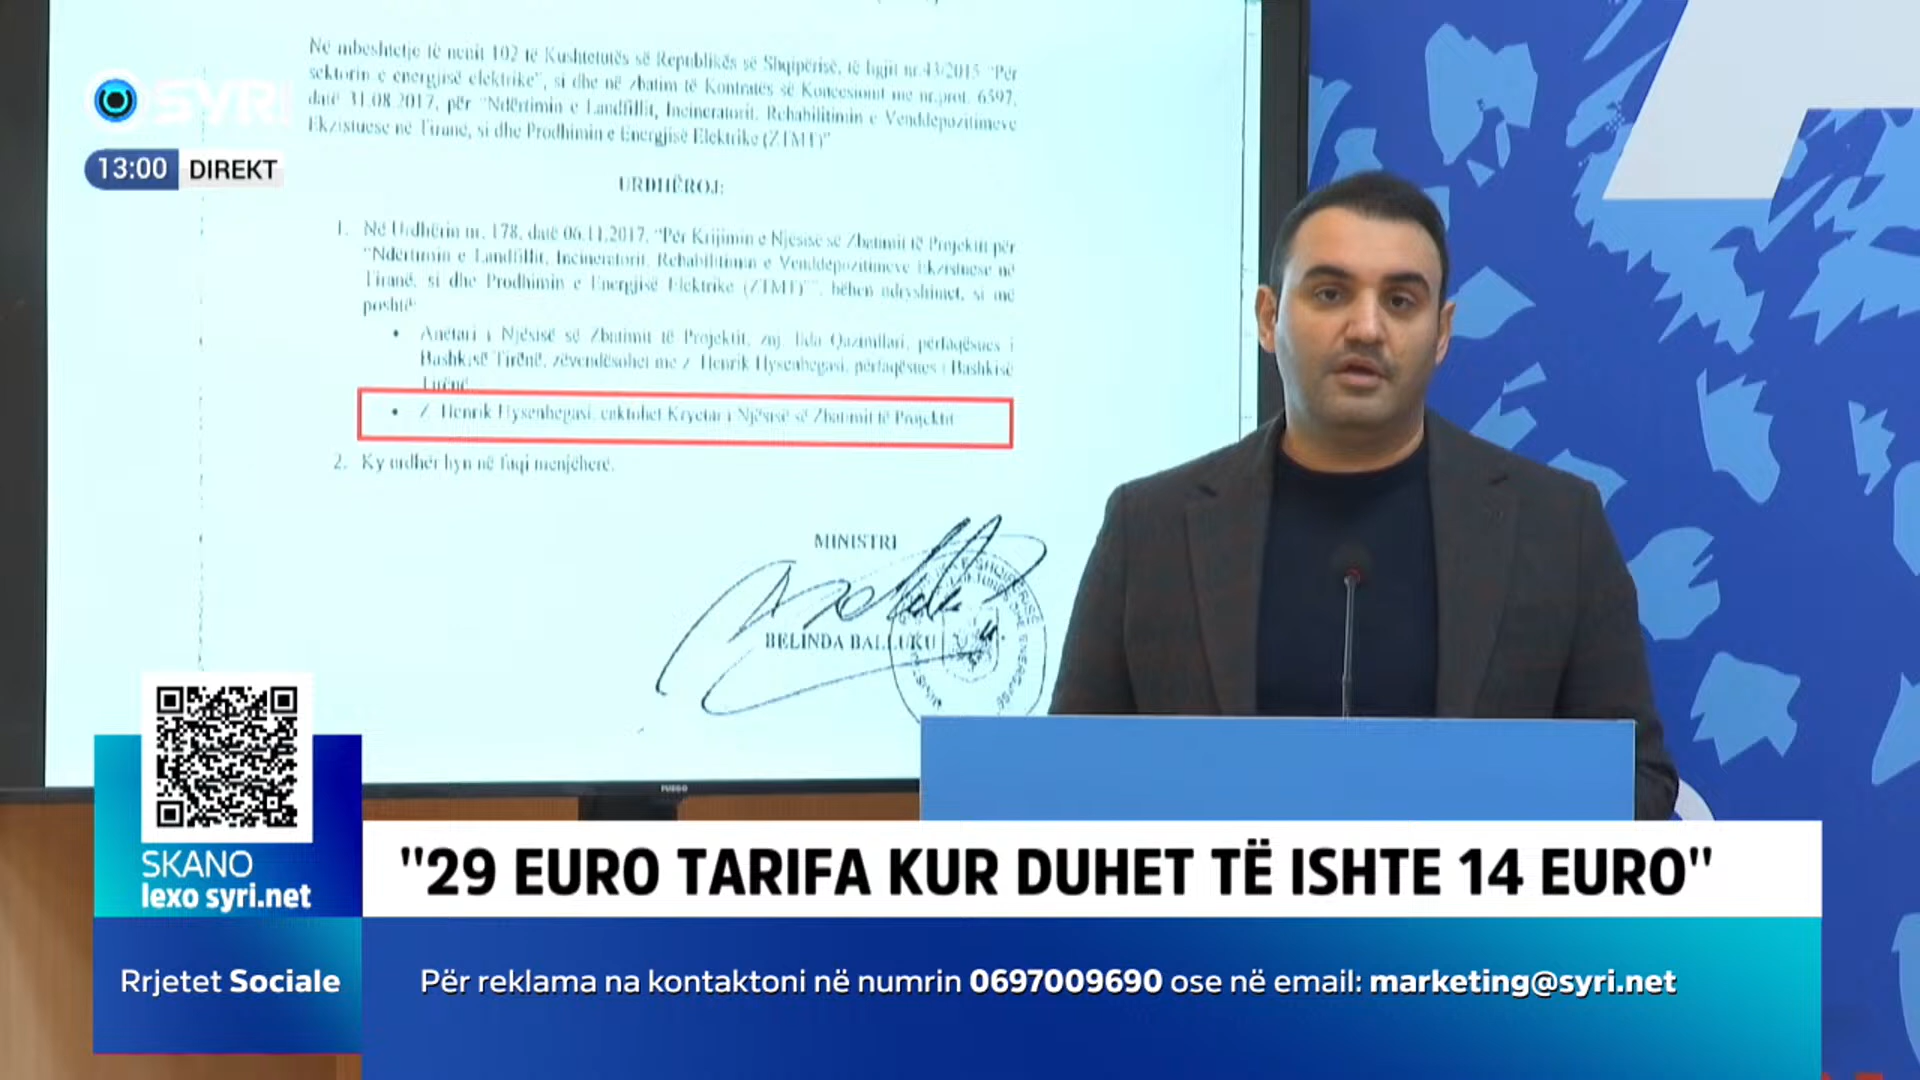 Në mbështetje të nenit 102 të Kushtetutës së Republikës së Shqipërisë, të ligjit nr.43/2015 "Për
sektorin e energjisë elektrike", si dhe në zbatim të Kontratës së Koncesionit me nr.prot. 6597,
datë 31.08.2017, për "Ndërtimin e Landfillit, Inceneratorit, Rehabilitimin e Venddepozitimeve
Ekzistuese në Tiranë, si dhe Prodhimin e Energjisë Elektrike (ZTMT)"
URDHËROJ:
1. Në Urdhërin nr. 178, datë 06.11.2017, "Për Krijimin e Njësisë së Zbatimit të Projektit për
"Ndërtimin e Landfillit, Inceneratorit, Rehabilitimin e Venddepozitimeve Ekzistuese në
Tiranë, si dhe Prodhimin e Energjisë Elektrike (ZTMT)"", bëhen ndryshimet, si më
poshtë:
• Anëtari i Njësisë së Zbatimit të Projektit, znj. Iida Qazimllari, përfaqësues i
Bashkisë Tiranë, zëvendësohet me z. Henrik Hysenbegasi, përfaqësues i Bashkisë
Tiranë
• Z. Henrik Hysenbegasi, caktohet Kryetar i Njësisë së Zbatimit të Projektit
2. Ky urdhër hyn në fuqi menjëherë.
MINISTRI
BELINDA BALLUKU
SYRI
13:00 DIREKT
FUEGO
SKANO
lexo syri.net
"29 EURO TARIFA KUR DUHET TË ISHTE 14 EURO"
Rrjetet Sociale
Për reklama na kontaktoni në numrin 0697009690 ose në email: marketing@syri.net